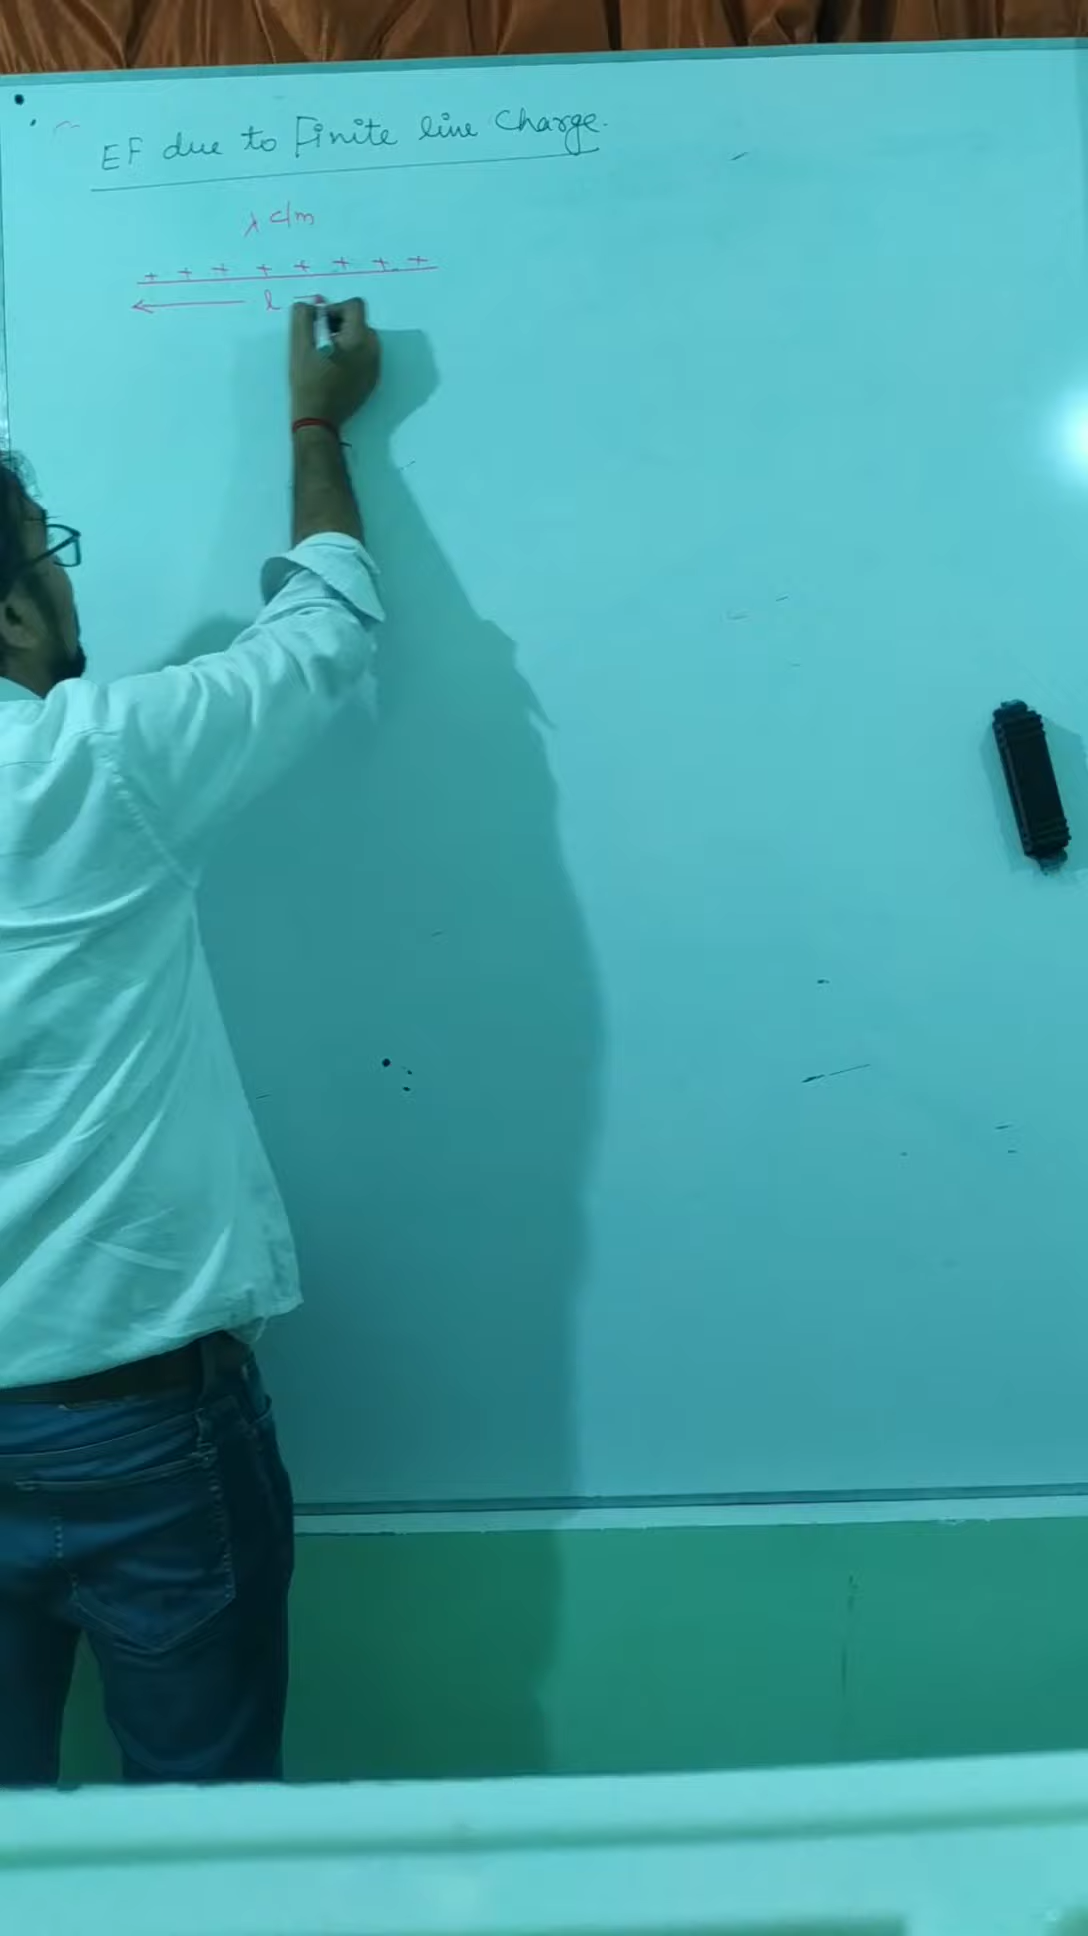 EF due to Finite line Charge.
λ c/m
+ + + + + + + +
l